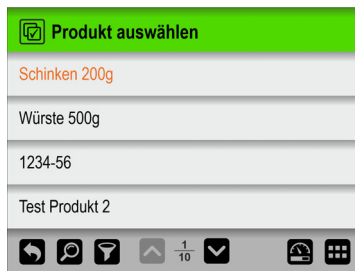 Produkt auswählen
Schinken 200g
Würste 500g
1234-56
Test Produkt 2
1
10